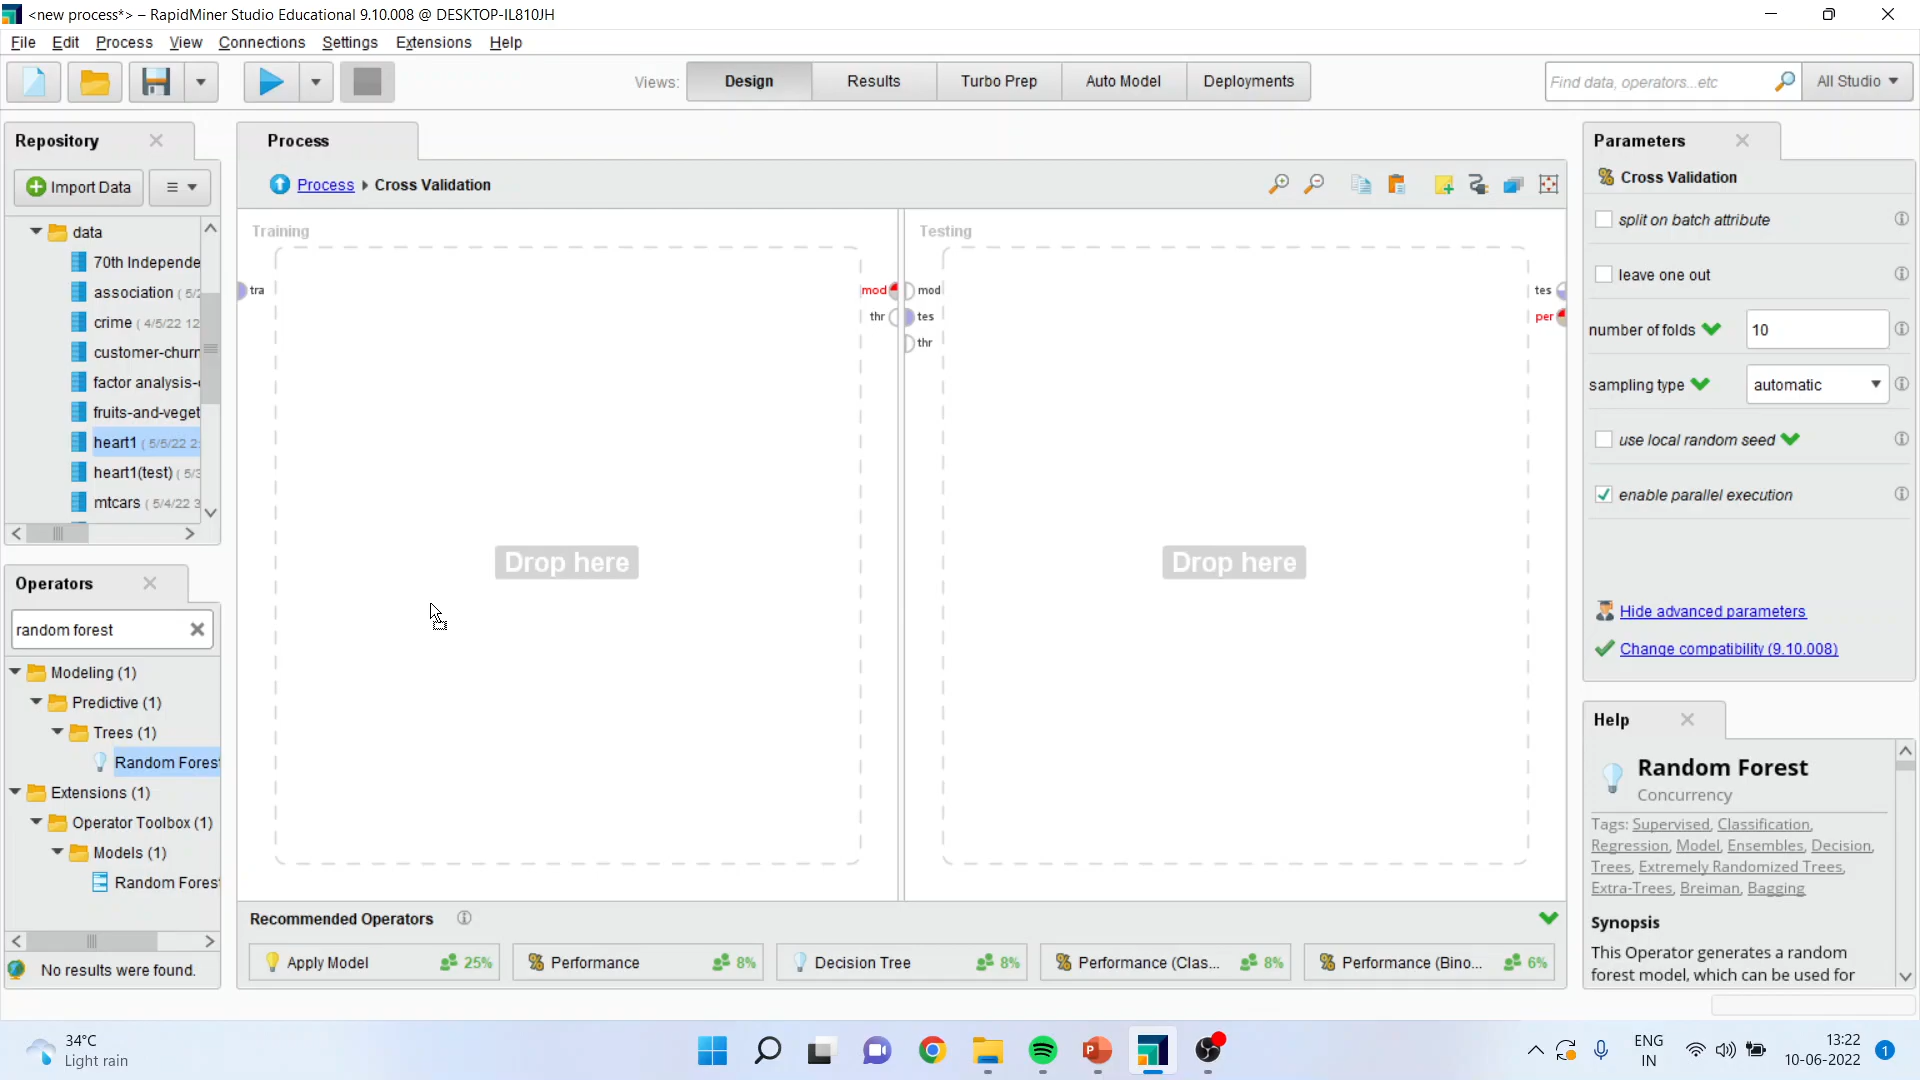 <new process*> – RapidMiner Studio Educational 9.10.008 @ DESKTOP-IL810JH
File Edit Process View Connections Settings Extensions Help
Views: Design Results Turbo Prep Auto Model Deployments
Find data, operators...etc All Studio
Repository
Import Data
data
70th Independe
association ( 5/2
crime ( 4/5/22 12
customer-churn
factor analysis-
fruits-and-veget
heart1 ( 5/5/22 2:
heart1(test) ( 5/3
mtcars ( 5/4/22 3
Operators
random forest
Modeling (1)
Predictive (1)
Trees (1)
Random Forest
Extensions (1)
Operator Toolbox (1)
Models (1)
Random Forest
No results were found.
Process
Process Cross Validation
Training
tra
mod
thr
Drop here
Testing
mod
tes
thr
tes
per
Drop here
Recommended Operators
Apply Model 25%
Performance 8%
Decision Tree 8%
Performance (Clas... 8%
Performance (Bino... 6%
Parameters
Cross Validation
split on batch attribute
leave one out
number of folds 10
sampling type automatic
use local random seed
enable parallel execution
Hide advanced parameters
Change compatibility (9.10.008)
Help
Random Forest
Concurrency
Tags: Supervised, Classification,
Regression, Model, Ensembles, Decision,
Trees, Extremely Randomized Trees,
Extra-Trees, Breiman, Bagging
Synopsis
This Operator generates a random
forest model, which can be used for
34°C
Light rain
ENG
IN
13:22
10-06-2022
1